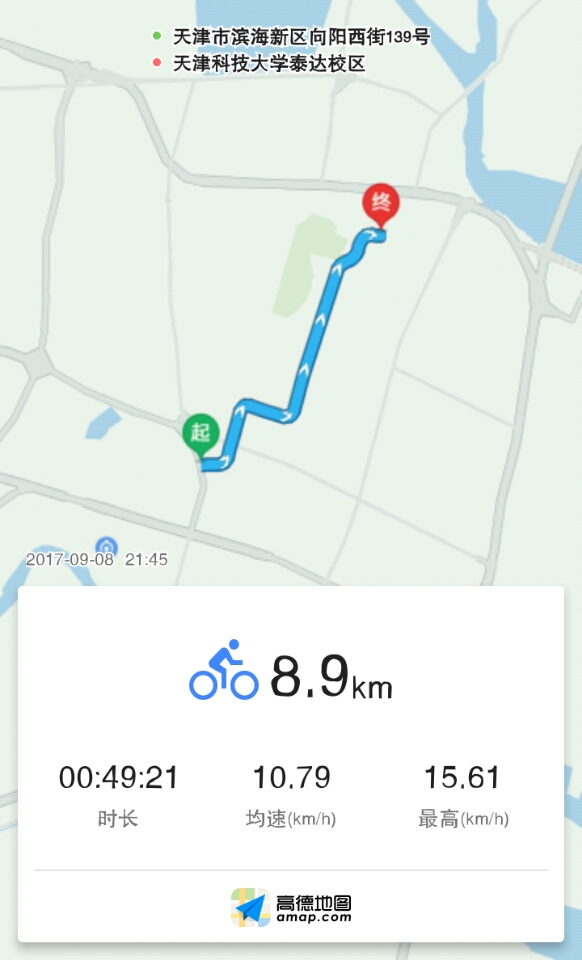 天津市滨海新区向阳西街139号
天津科技大学泰达校区
终
起
2017-09-08 21:45
8.9km
00:49:21 10.79 15.61
时长 均速(km/h) 最高(km/h)
高德地图
amap.com